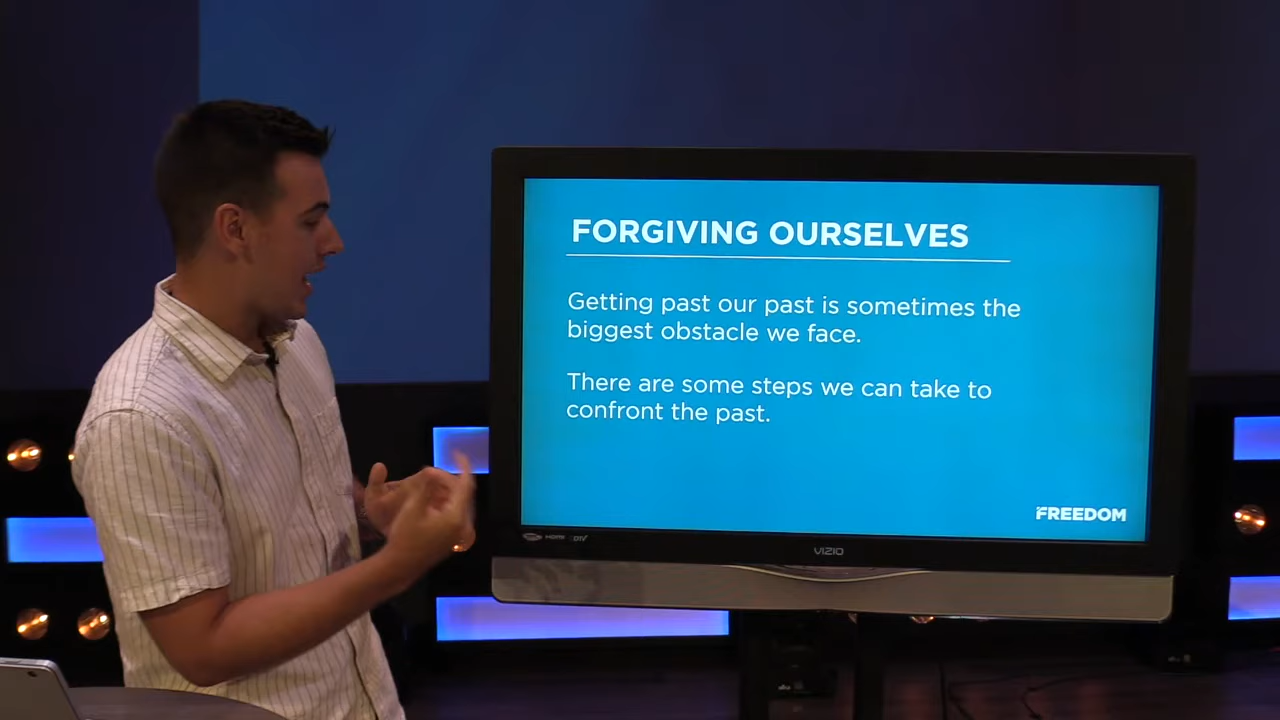 FORGIVING OURSELVES
Getting past our past is sometimes the
biggest obstacle we face.
There are some steps we can take to
confront the past.
FREEDOM
HDMI
VIZIO